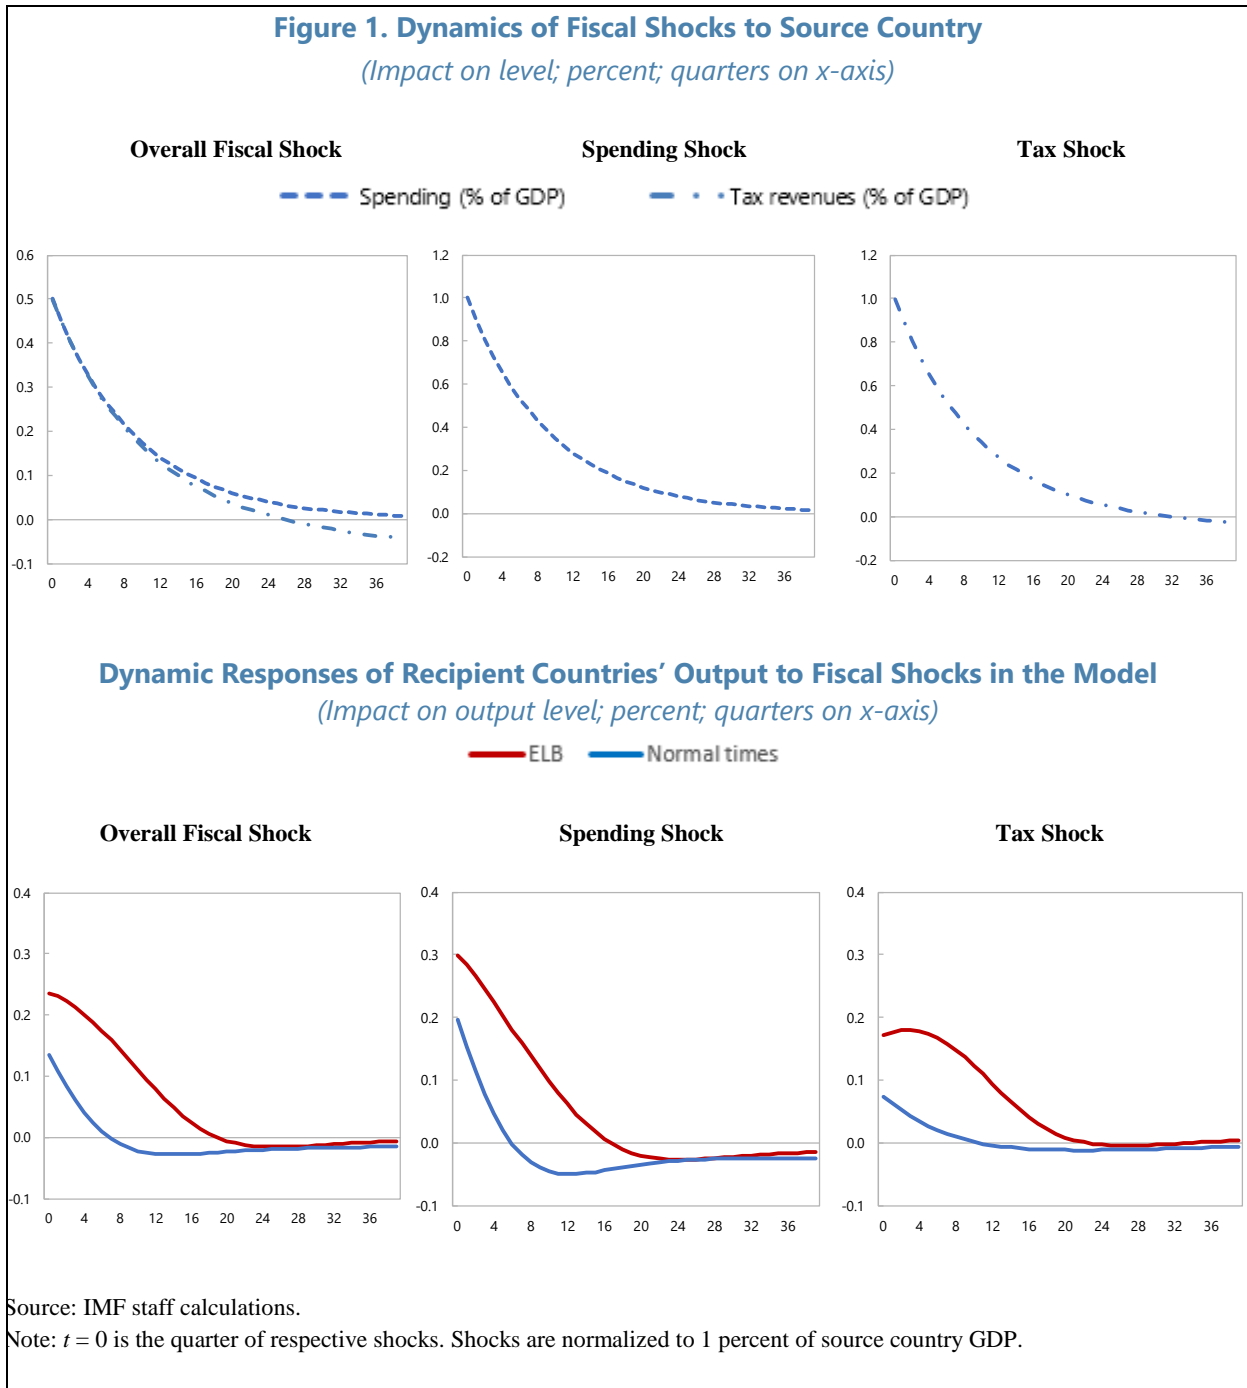 Figure 1. Dynamics of Fiscal Shocks to Source Country
(Impact on level; percent; quarters on x-axis)
Overall Fiscal Shock Spending Shock Tax Shock
Spending (% of GDP) Tax revenues (% of GDP)
0.6
0.5
0.4
0.3
0.2
0.1
0.0
-0.1
0 4 8 12 16 20 24 28 32 36
1.2
1.0
0.8
0.6
0.4
0.2
0.0
-0.2
0 4 8 12 16 20 24 28 32 36
1.2
1.0
0.8
0.6
0.4
0.2
0.0
-0.2
0 4 8 12 16 20 24 28 32 36
Dynamic Responses of Recipient Countries' Output to Fiscal Shocks in the Model
(Impact on output level; percent; quarters on x-axis)
ELB Normal times
Overall Fiscal Shock Spending Shock Tax Shock
0.4
0.3
0.2
0.1
0.0
-0.1
0 4 8 12 16 20 24 28 32 36
0.4
0.3
0.2
0.1
0.0
-0.1
0 4 8 12 16 20 24 28 32 36
0.4
0.3
0.2
0.1
0.0
-0.1
0 4 8 12 16 20 24 28 32 36
Source: IMF staff calculations.
Note: t = 0 is the quarter of respective shocks. Shocks are normalized to 1 percent of source country GDP.